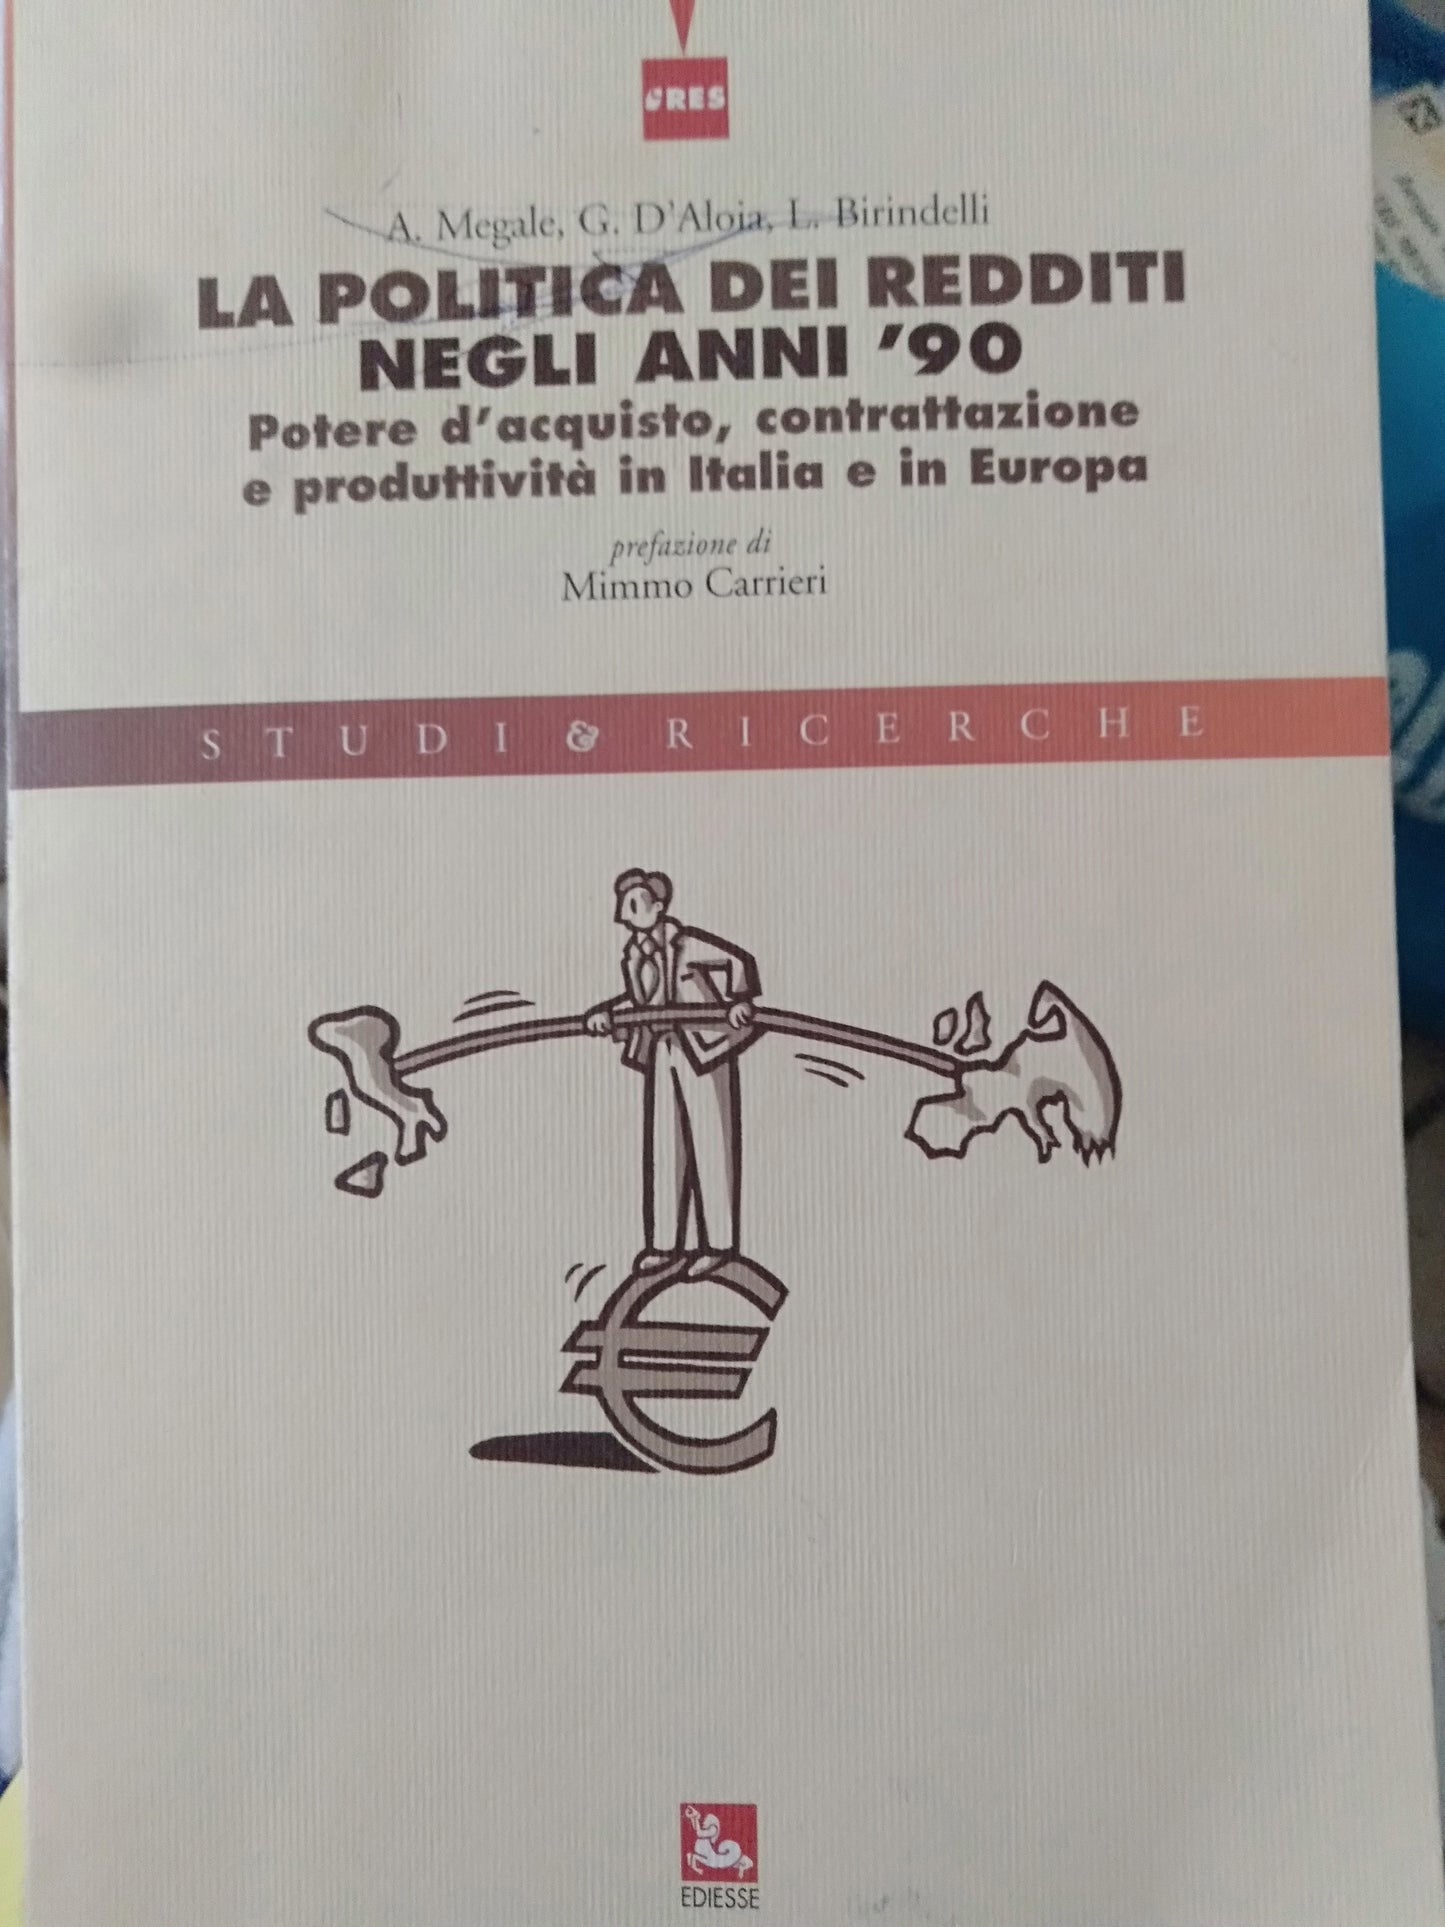 IRES
A. Megale, G. D'Aloia, L. Birindelli
LA POLITICA DEI REDDITI
NEGLI ANNI '90
Potere d'acquisto, contrattazione
e produttività in Italia e in Europa
prefazione di
Mimmo Carrieri
STUDI & RICERCHE
EDIESSE